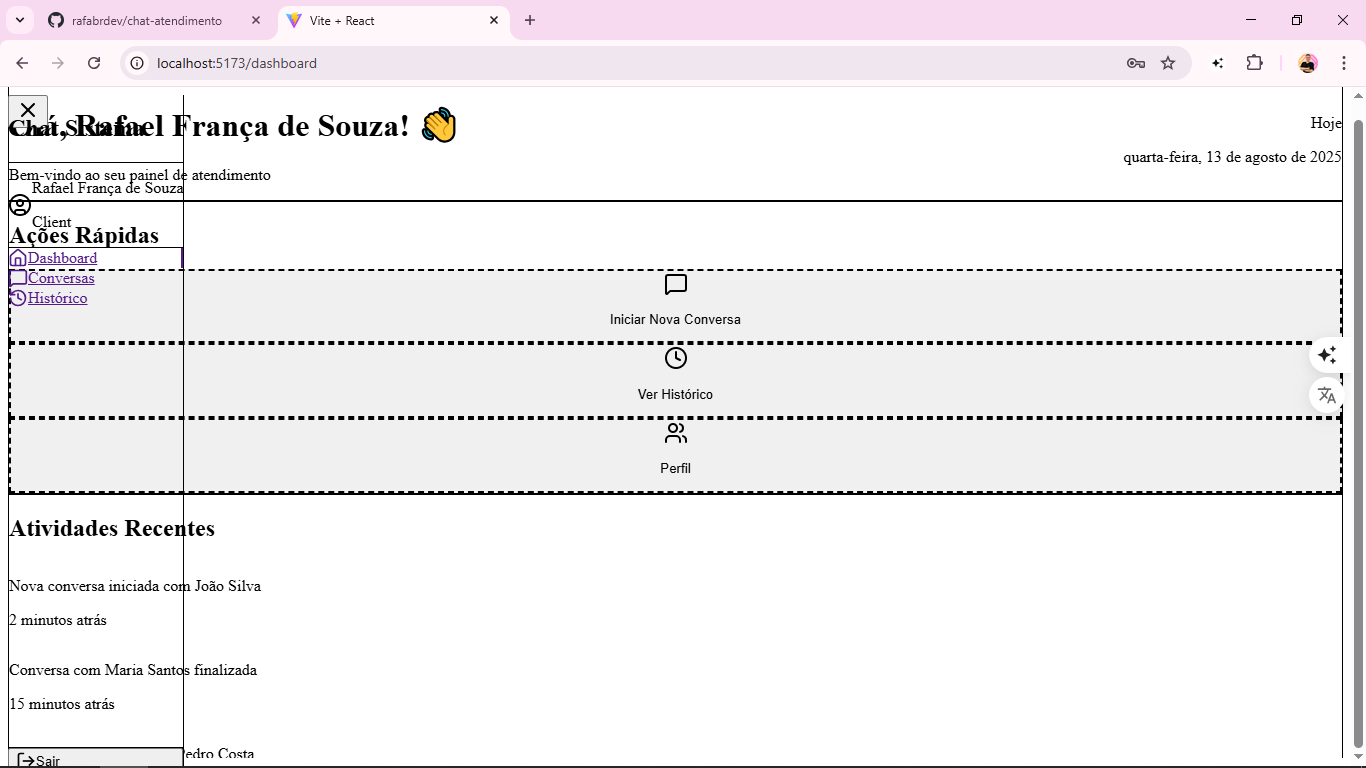 rafabrdev/chat-atendimento
Vite + React
localhost:5173/dashboard
Chat Sistema
Olá, Rafael França de Souza! 👋
Hoje
quarta-feira, 13 de agosto de 2025
Bem-vindo ao seu painel de atendimento
Rafael França de Souza
Client
Ações Rápidas
Dashboard
Conversas
Histórico
Iniciar Nova Conversa
Ver Histórico
Perfil
Atividades Recentes
Nova conversa iniciada com João Silva
2 minutos atrás
Conversa com Maria Santos finalizada
15 minutos atrás
Pedro Costa
Sair